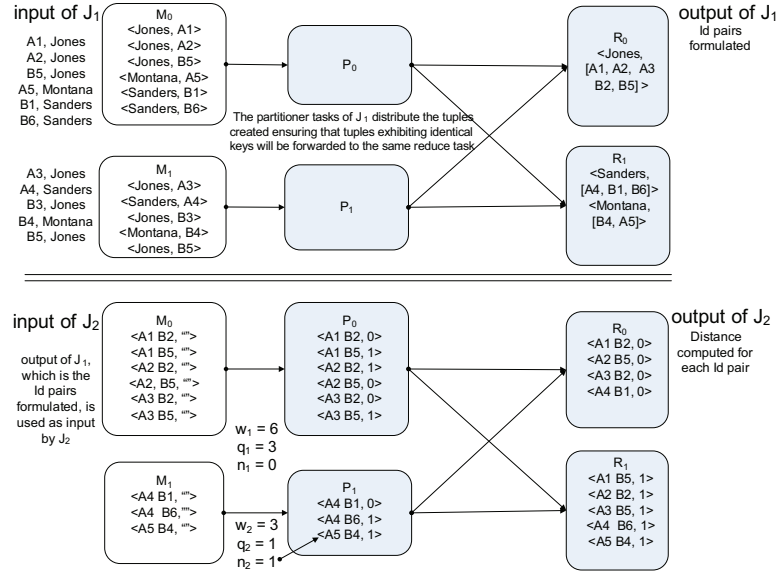 input of J1
A1, Jones
A2, Jones
B5, Jones
A5, Montana
B1, Sanders
B6, Sanders
M0
<Jones, A1>
<Jones, A2>
<Jones, B5>
<Montana, A5>
<Sanders, B1>
<Sanders, B6>
P0
R0
<Jones,
[A1, A2, A3
B2, B5] >
output of J1
Id pairs
formulated
The partitioner tasks of J1 distribute the tuples
created ensuring that tuples exhibiting identical
keys will be forwarded to the same reduce task
A3, Jones
A4, Sanders
B3, Jones
B4, Montana
B5, Jones
M1
<Jones, A3>
<Sanders, A4>
<Jones, B3>
<Montana, B4>
<Jones, B5>
P1
R1
<Sanders,
[A4, B1, B6]>
<Montana,
[B4, A5]>
input of J2
output of J1,
which is the
Id pairs
formulated, is
used as input
by J2
M0
<A1 B2, “”>
<A1 B5, “”>
<A2 B2, “”>
<A2, B5, “”>
<A3 B2, “”>
<A3 B5, “”>
w1 = 6
q1 = 3
n1 = 0
P0
<A1 B2, 0>
<A1 B5, 1>
<A2 B2, 1>
<A2 B5, 0>
<A3 B2, 0>
<A3 B5, 1>
R0
<A1 B2, 0>
<A2 B5, 0>
<A3 B2, 0>
<A4 B1, 0>
output of J2
Distance
computed for
each Id pair
M1
<A4 B1, “”>
<A4 B6,“”>
<A5 B4, “”>
w2 = 3
q2 = 1
n2 = 1
P1
<A4 B1, 0>
<A4 B6, 1>
<A5 B4, 1>
R1
<A1 B5, 1>
<A2 B2, 1>
<A3 B5, 1>
<A4 B6, 1>
<A5 B4, 1>